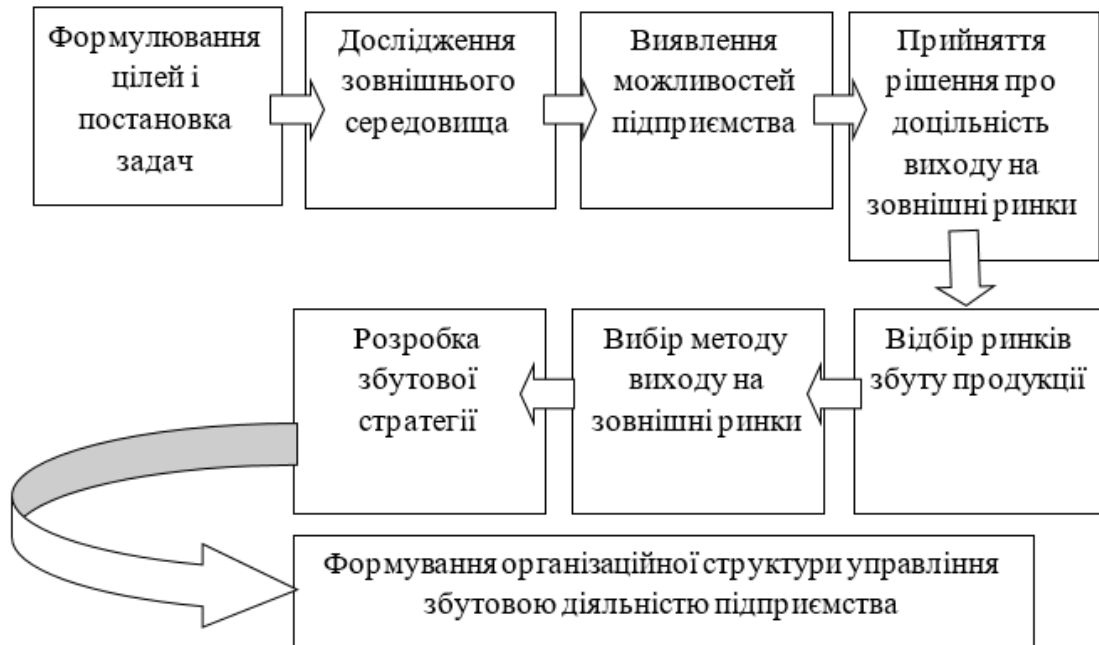 Формулювання
цілей і
постановка
задач
Дослідження
зовнішнього
середовища
Виявлення
можливостей
підприємства
Прийняття
рішення про
доцільність
виходу на
зовнішні ринки
Відбір ринків
збуту продукції
Вибір методу
виходу на
зовнішні ринки
Розробка
збутової
стратегії
Формування організаційної структури управління
збутовою діяльністю підприємства